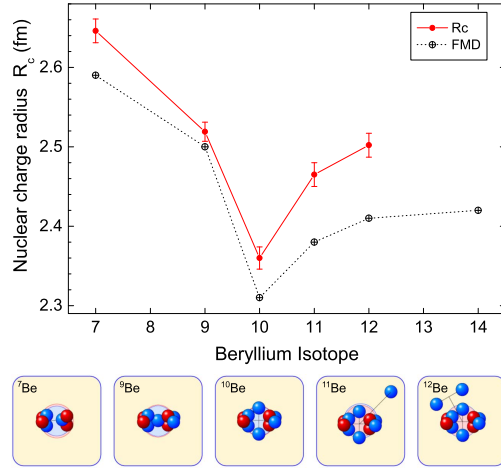 Rc
FMD
Nuclear charge radius R_c (fm)
2.6
2.5
2.4
2.3
7 8 9 10 11 12 13 14
Beryllium Isotope
⁷Be ⁹Be ¹⁰Be ¹¹Be ¹²Be